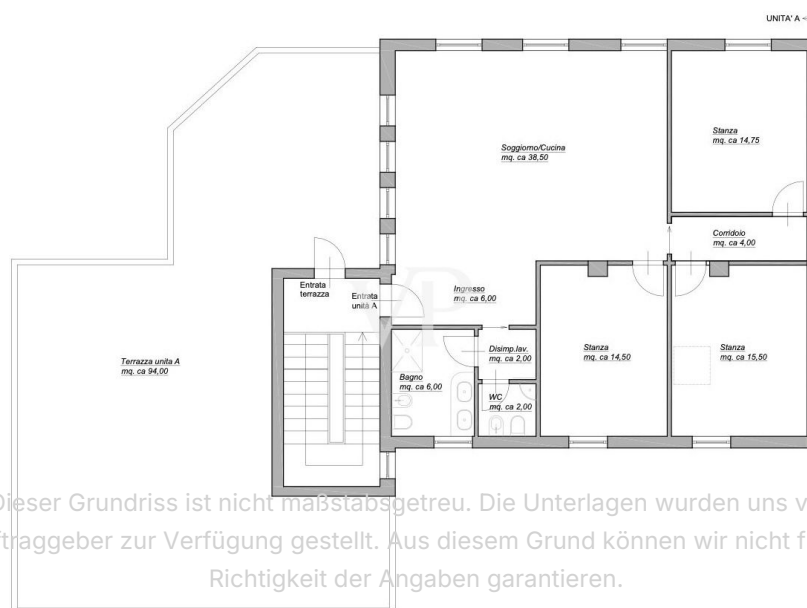 UNITA' A
Stanza
mq. ca 14,75
Soggiorno/Cucina
mq. ca 38,50
Corridoio
mq. ca 4,00
Entrata
terrazza
Entrata
unità A
Ingresso
mq. ca 6,00
VP
Terrazza unita A
mq. ca 94,00
Disimp.lav.
mq. ca 2,00
Stanza
mq. ca 14,50
Stanza
mq. ca 15,50
Bagno
mq. ca 6,00
WC
mq. ca 2,00
Dieser Grundriss ist nicht maßstabsgetreu. Die Unterlagen wurden uns v
ftraggeber zur Verfügung gestellt. Aus diesem Grund können wir nicht f
Richtigkeit der Angaben garantieren.